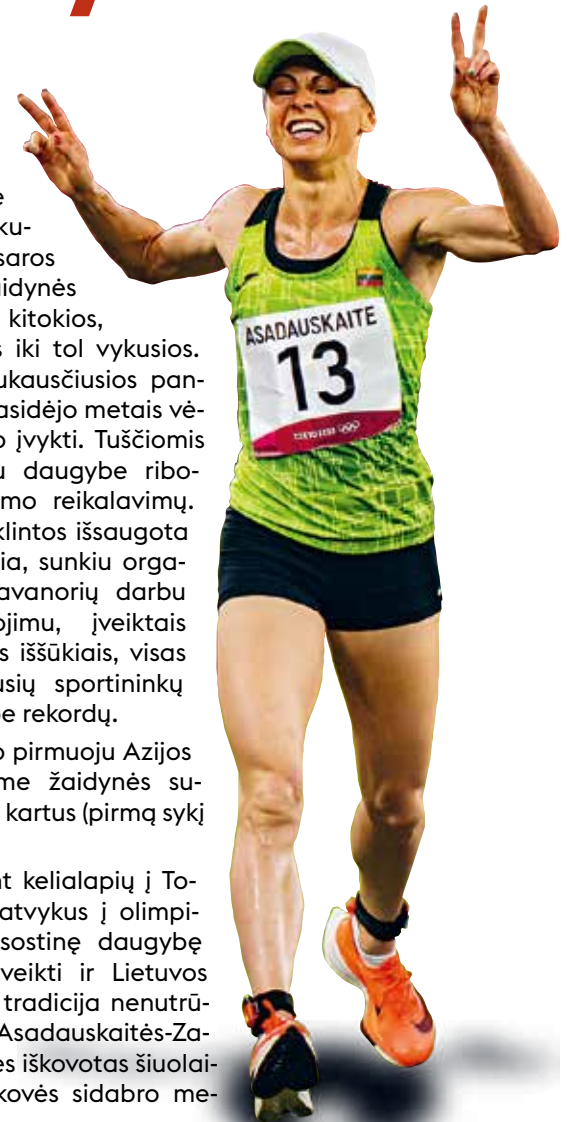 e
ku-
saros
aidynės
kitokios,
s iki tol vykusios.
ukausčiusios pan-
asidėjo metais vė-
o įvykti. Tuščiomis
u daugybe ribo-
mo reikalavimų.
klintos išsaugota
ia, sunkiu orga-
avanorių darbu
ojimu, įveiktais
s iššūkiais, visas
usių sportininkų
e rekordų.
o pirmuoju Azijos
me žaidynės su-
kartus (pirmą sykį
nt kelialapių į To-
atvykus į olimpi-
sostinę daugybę
veikti ir Lietuvos
tradicija nenutrū-
Asadauskaitės-Za-
es iškovotas šiuolai-
kovės sidabro me-
ASADAUSKAITE
13
TOKYO 2020